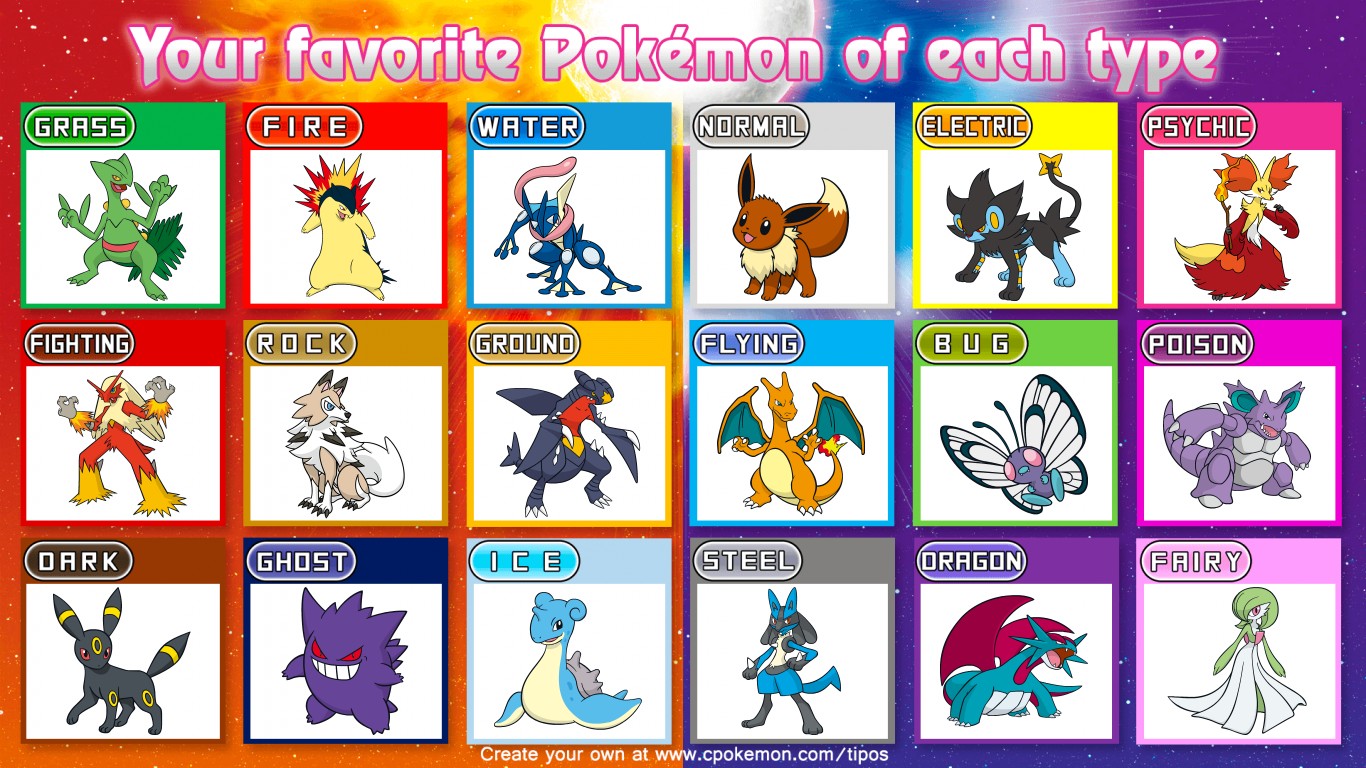 Your favorite Pokémon of each type
GRASS FIRE WATER NORMAL ELECTRIC PSYCHIC
FIGHTING ROCK GROUND FLYING BUG POISON
DARK GHOST ICE STEEL DRAGON FAIRY
Create your own at www.cpokemon.com/tipos